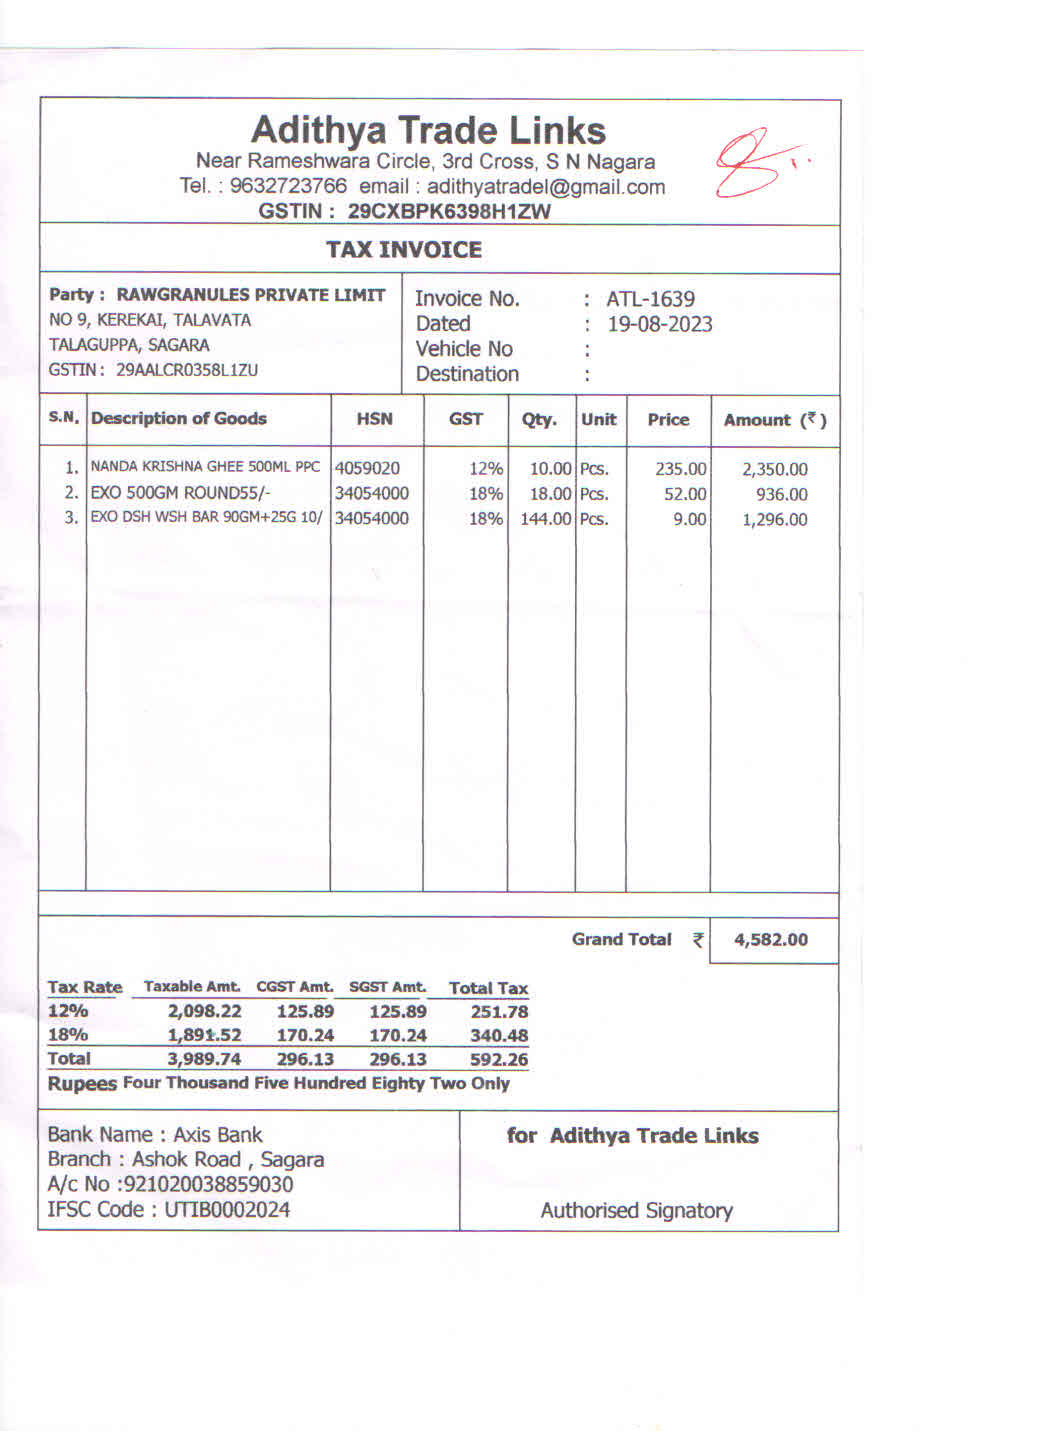 Adithya Trade Links
Near Rameshwara Circle, 3rd Cross, S N Nagara
Tel. : 9632723766 email : adithyatradel@gmail.com
GSTIN : 29CXBPK6398H1ZW
TAX INVOICE
Party : RAWGRANULES PRIVATE LIMIT
NO 9, KEREKAI, TALAVATA
TALAGUPPA, SAGARA
GSTIN : 29AALCR0358L1ZU
Invoice No. : ATL-1639
Dated : 19-08-2023
Vehicle No :
Destination :
S.N. Description of Goods HSN GST Qty. Unit Price Amount (₹)
1. NANDA KRISHNA GHEE 500ML PPC 4059020 12% 10.00 Pcs. 235.00 2,350.00
2. EXO 500GM ROUND55/- 34054000 18% 18.00 Pcs. 52.00 936.00
3. EXO DSH WSH BAR 90GM+25G 10/ 34054000 18% 144.00 Pcs. 9.00 1,296.00
Grand Total ₹ 4,582.00
Tax Rate Taxable Amt. CGST Amt. SGST Amt. Total Tax
12% 2,098.22 125.89 125.89 251.78
18% 1,891.52 170.24 170.24 340.48
Total 3,989.74 296.13 296.13 592.26
Rupees Four Thousand Five Hundred Eighty Two Only
Bank Name : Axis Bank
Branch : Ashok Road , Sagara
A/c No :921020038859030
IFSC Code : UTIB0002024
for Adithya Trade Links
Authorised Signatory